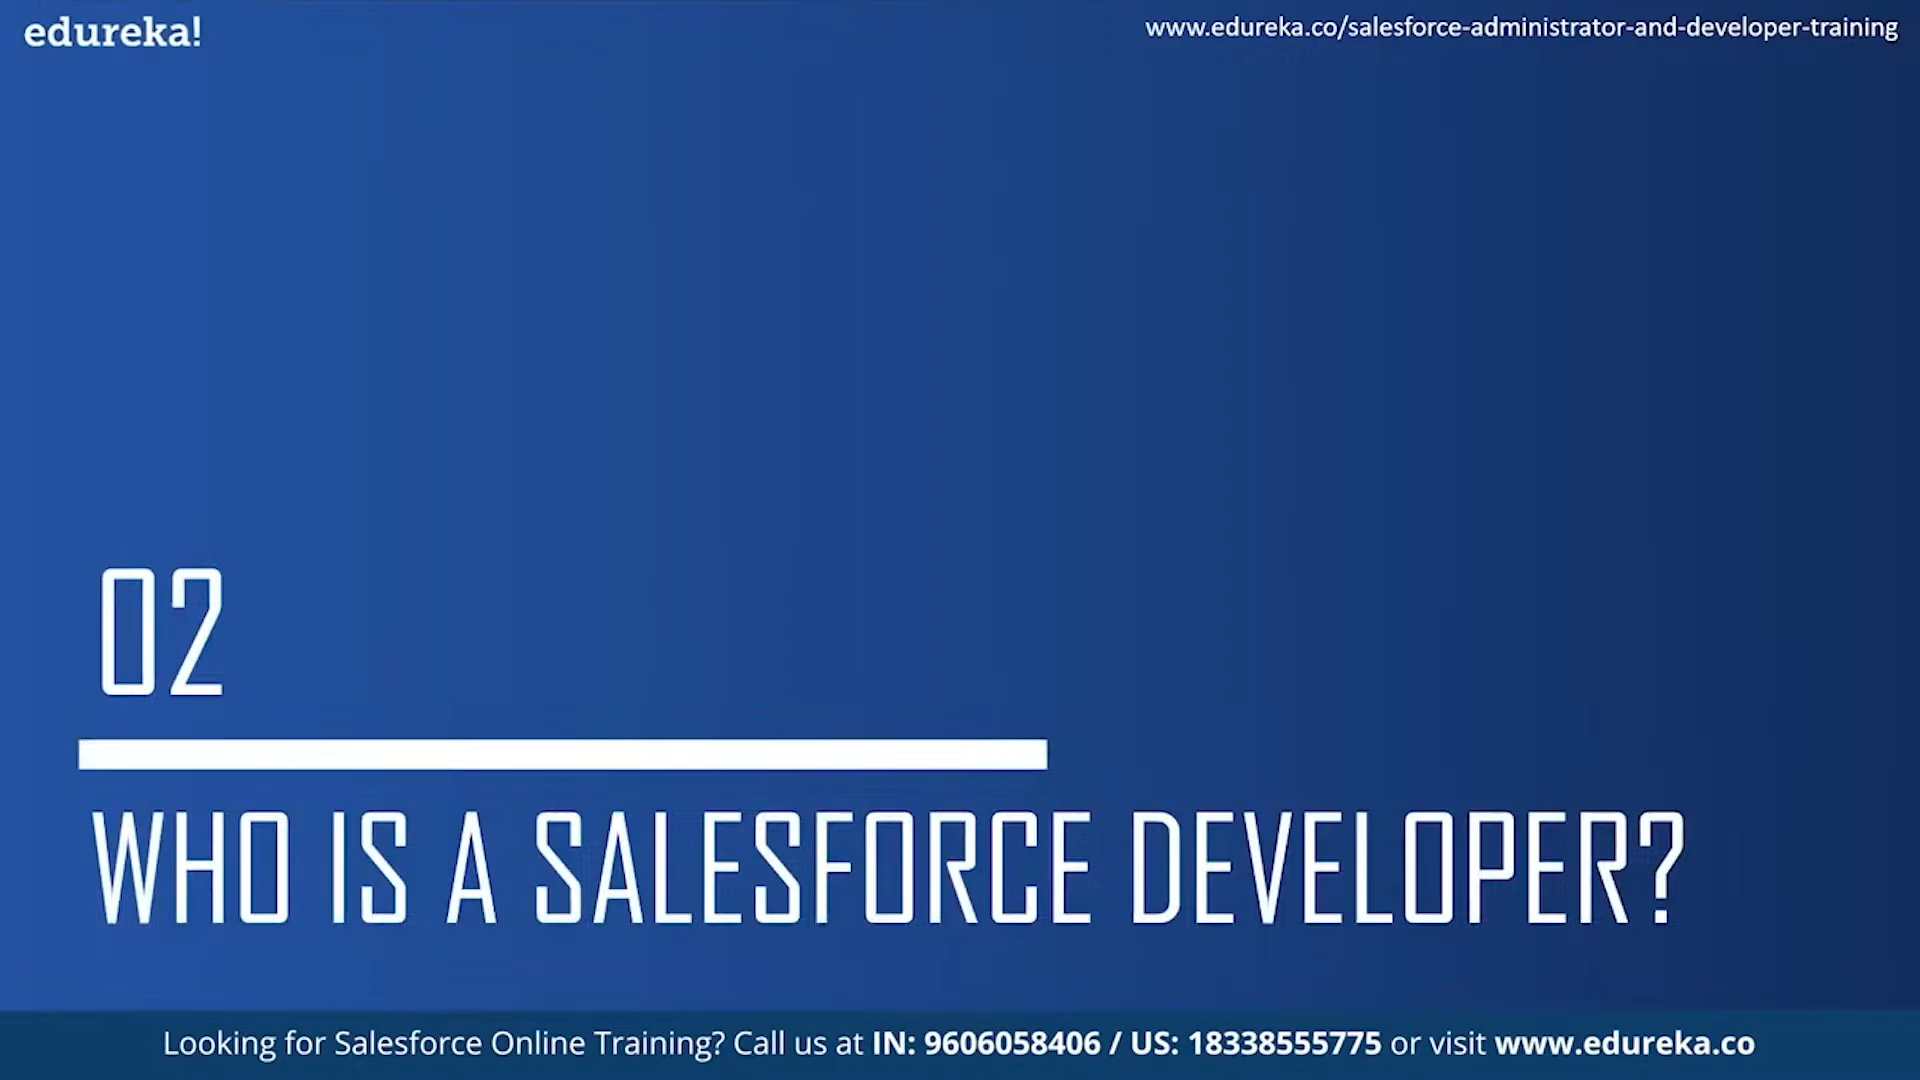 edureka!
www.edureka.co/salesforce-administrator-and-developer-training
02
WHO IS A SALESFORCE DEVELOPER?
Looking for Salesforce Online Training? Call us at IN: 9606058406 / US: 18338555775 or visit www.edureka.co